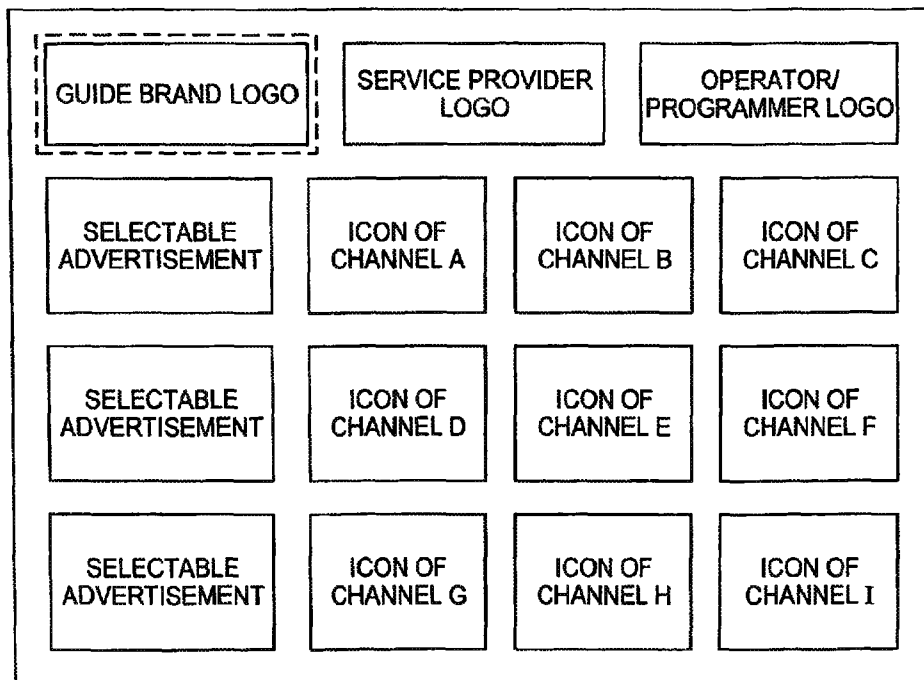 GUIDE BRAND LOGO
SERVICE PROVIDER
LOGO
OPERATOR/
PROGRAMMER LOGO
SELECTABLE
ADVERTISEMENT
ICON OF
CHANNEL A
ICON OF
CHANNEL B
ICON OF
CHANNEL C
SELECTABLE
ADVERTISEMENT
ICON OF
CHANNEL D
ICON OF
CHANNEL E
ICON OF
CHANNEL F
SELECTABLE
ADVERTISEMENT
ICON OF
CHANNEL G
ICON OF
CHANNEL H
ICON OF
CHANNEL I